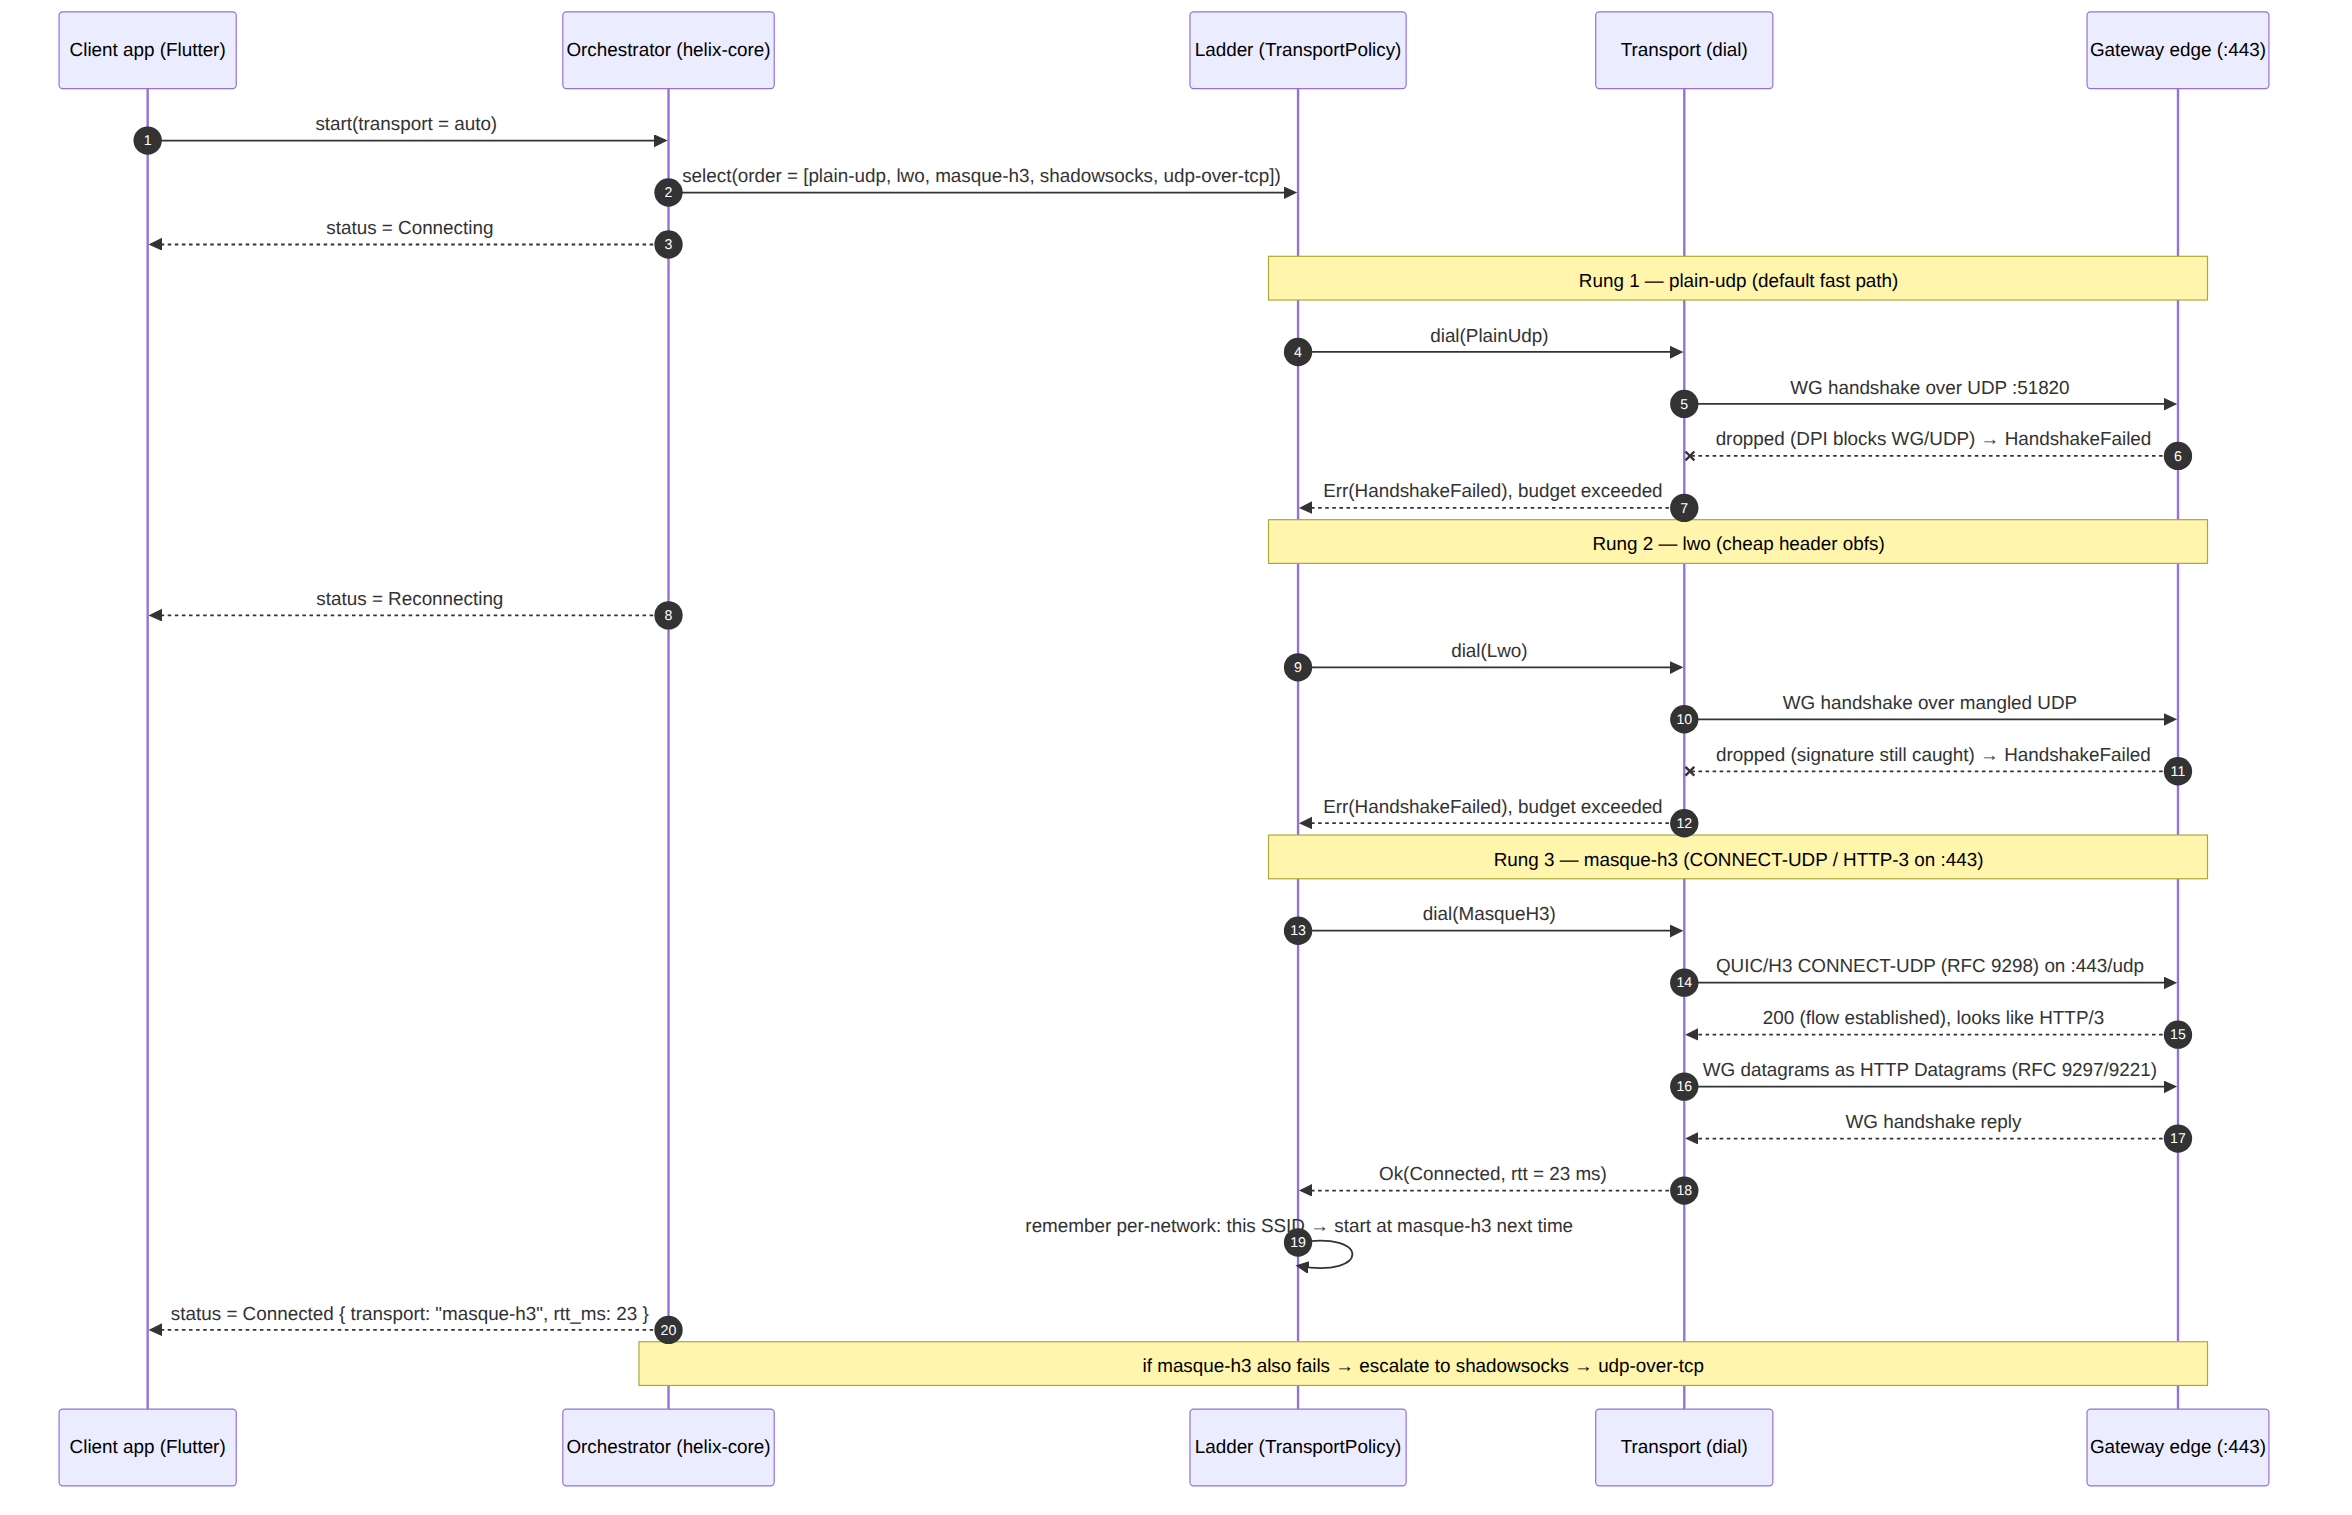 Client app (Flutter)
Orchestrator (helix-core)
Ladder (TransportPolicy)
Transport (dial)
Gateway edge (:443)
start(transport = auto)
1
select(order = [plain-udp, lwo, masque-h3, shadowsocks, udp-over-tcp])
2
status = Connecting
3
Rung 1 — plain-udp (default fast path)
dial(PlainUdp)
4
WG handshake over UDP :51820
5
dropped (DPI blocks WG/UDP) → HandshakeFailed
6
Err(HandshakeFailed), budget exceeded
7
Rung 2 — lwo (cheap header obfs)
status = Reconnecting
8
dial(Lwo)
9
WG handshake over mangled UDP
10
dropped (signature still caught) → HandshakeFailed
11
Err(HandshakeFailed), budget exceeded
12
Rung 3 — masque-h3 (CONNECT-UDP / HTTP-3 on :443)
dial(MasqueH3)
13
QUIC/H3 CONNECT-UDP (RFC 9298) on :443/udp
14
200 (flow established), looks like HTTP/3
15
WG datagrams as HTTP Datagrams (RFC 9297/9221)
16
WG handshake reply
17
Ok(Connected, rtt = 23 ms)
18
remember per-network: this SSID → start at masque-h3 next time
19
status = Connected { transport: "masque-h3", rtt_ms: 23 }
20
if masque-h3 also fails → escalate to shadowsocks → udp-over-tcp
Client app (Flutter)
Orchestrator (helix-core)
Ladder (TransportPolicy)
Transport (dial)
Gateway edge (:443)